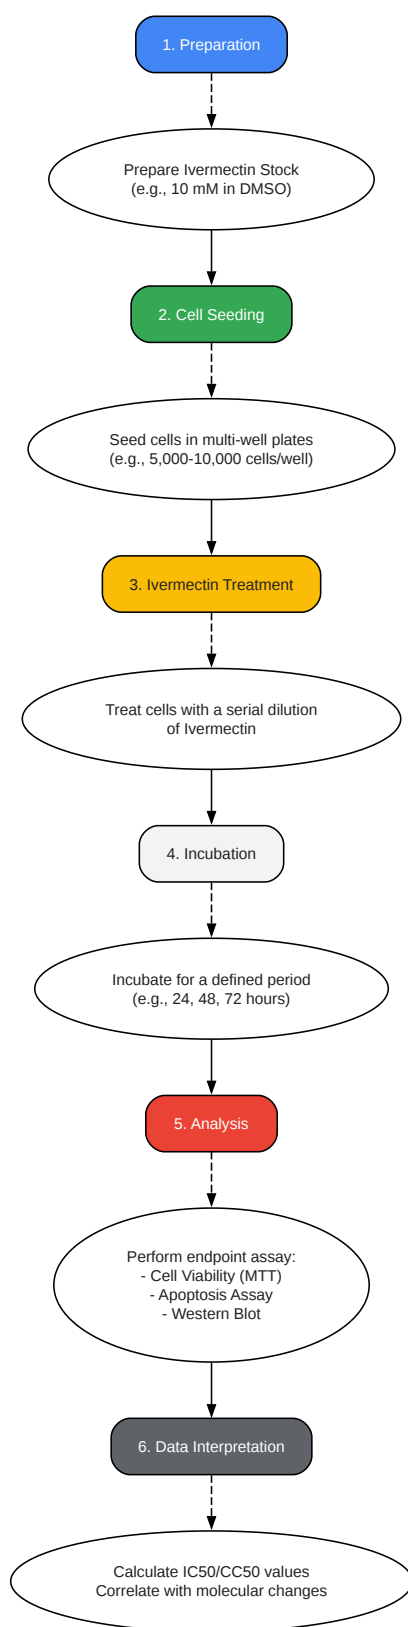 1. Preparation
Prepare Ivermectin Stock
(e.g., 10 mM in DMSO)
2. Cell Seeding
Seed cells in multi-well plates
(e.g., 5,000-10,000 cells/well)
3. Ivermectin Treatment
Treat cells with a serial dilution
of Ivermectin
4. Incubation
Incubate for a defined period
(e.g., 24, 48, 72 hours)
5. Analysis
Perform endpoint assay:
- Cell Viability (MTT)
- Apoptosis Assay
- Western Blot
6. Data Interpretation
Calculate IC50/CC50 values
Correlate with molecular changes